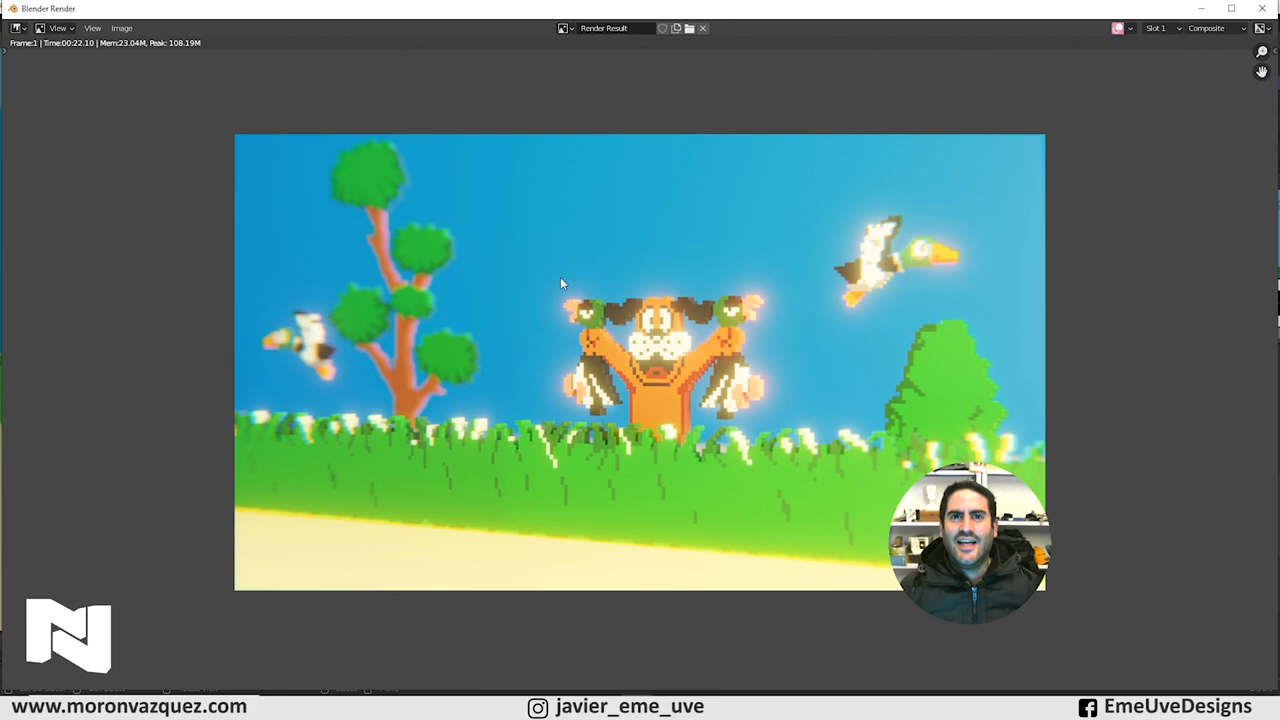 Blender Render
View
View
Image
Render Result
Slot 1
Composite
Frame:1 | Time:00:22.10 | Mem:23.04M, Peak: 108.19M
www.moronvazquez.com
javier_eme_uve
EmeUveDesigns